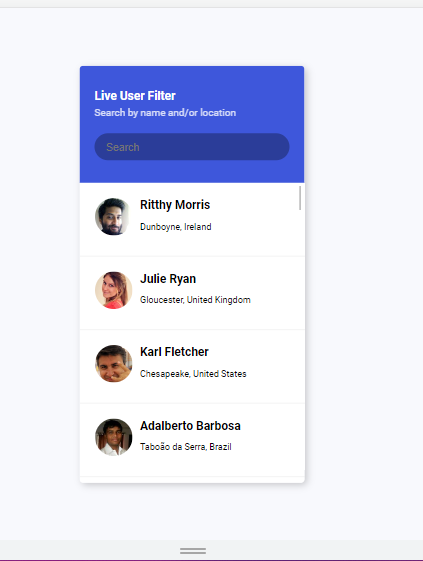 Live User Filter
Search by name and/or location
Search
Ritthy Morris
Dunboyne, Ireland
Julie Ryan
Gloucester, United Kingdom
Karl Fletcher
Chesapeake, United States
Adalberto Barbosa
Taboão da Serra, Brazil